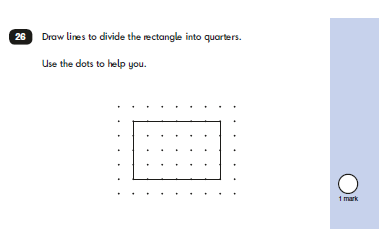 26 Draw lines to divide the rectangle into quarters.
Use the dots to help you.
1 mark